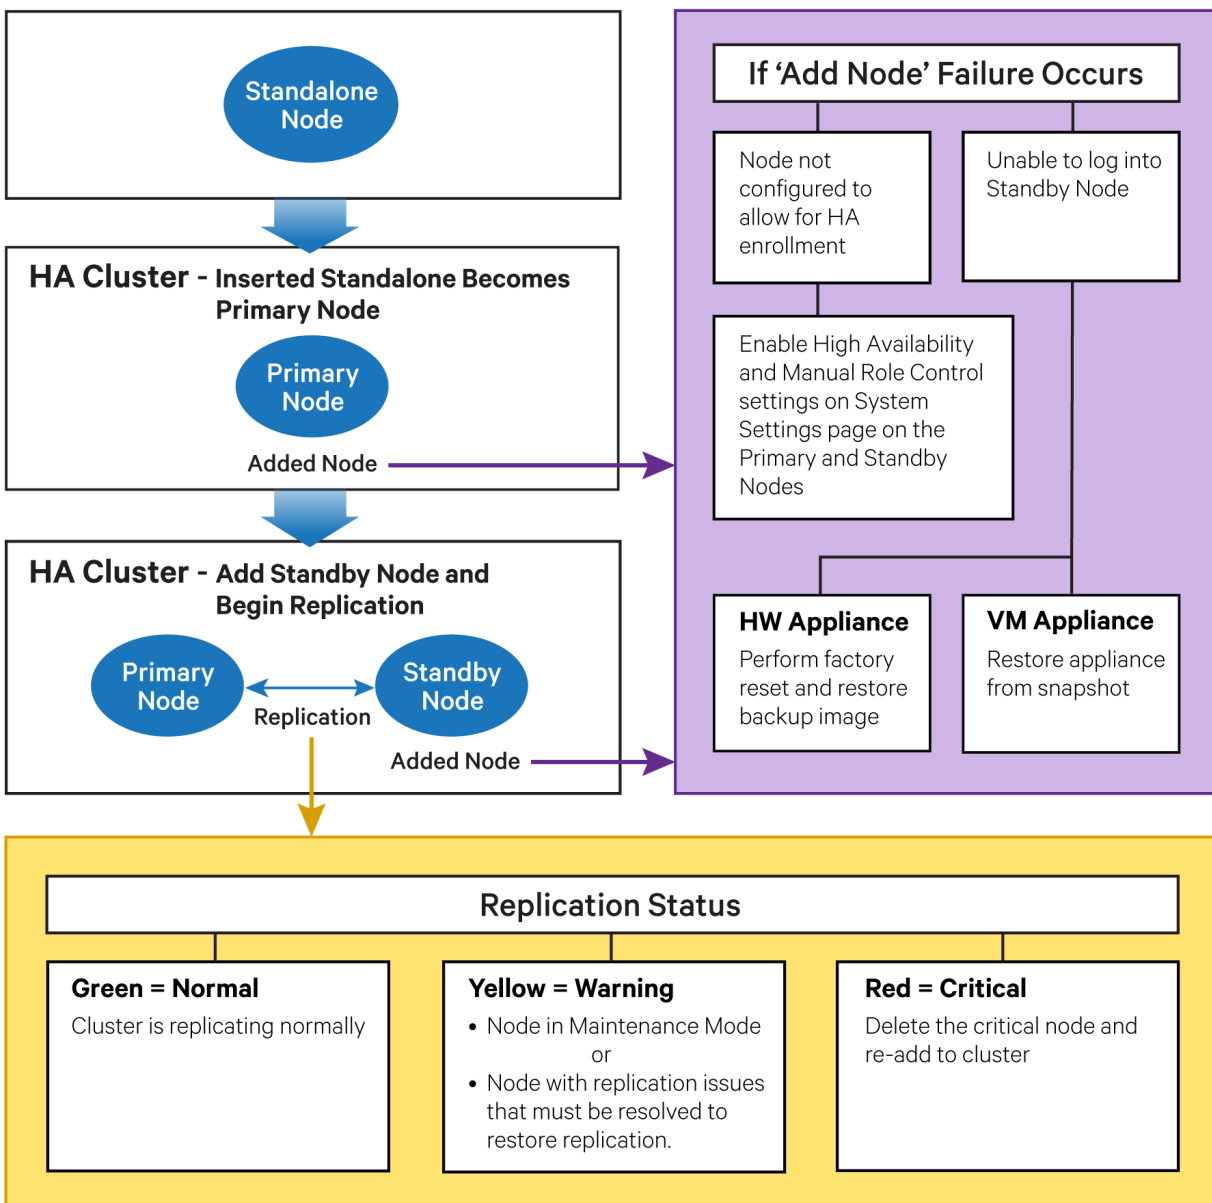 Standalone
Node
HA Cluster - Inserted Standalone Becomes
Primary Node
Primary
Node
Added Node
HA Cluster - Add Standby Node and
Begin Replication
Primary
Node
Standby
Node
Replication
Added Node
If ‘Add Node’ Failure Occurs
Node not
configured to
allow for HA
enrollment
Unable to log into
Standby Node
Enable High Availability
and Manual Role Control
settings on System
Settings page on the
Primary and Standby
Nodes
HW Appliance
Perform factory
reset and restore
backup image
VM Appliance
Restore appliance
from snapshot
Replication Status
Green = Normal
Cluster is replicating normally
Yellow = Warning
• Node in Maintenance Mode
or
• Node with replication issues
that must be resolved to
restore replication.
Red = Critical
Delete the critical node and
re-add to cluster